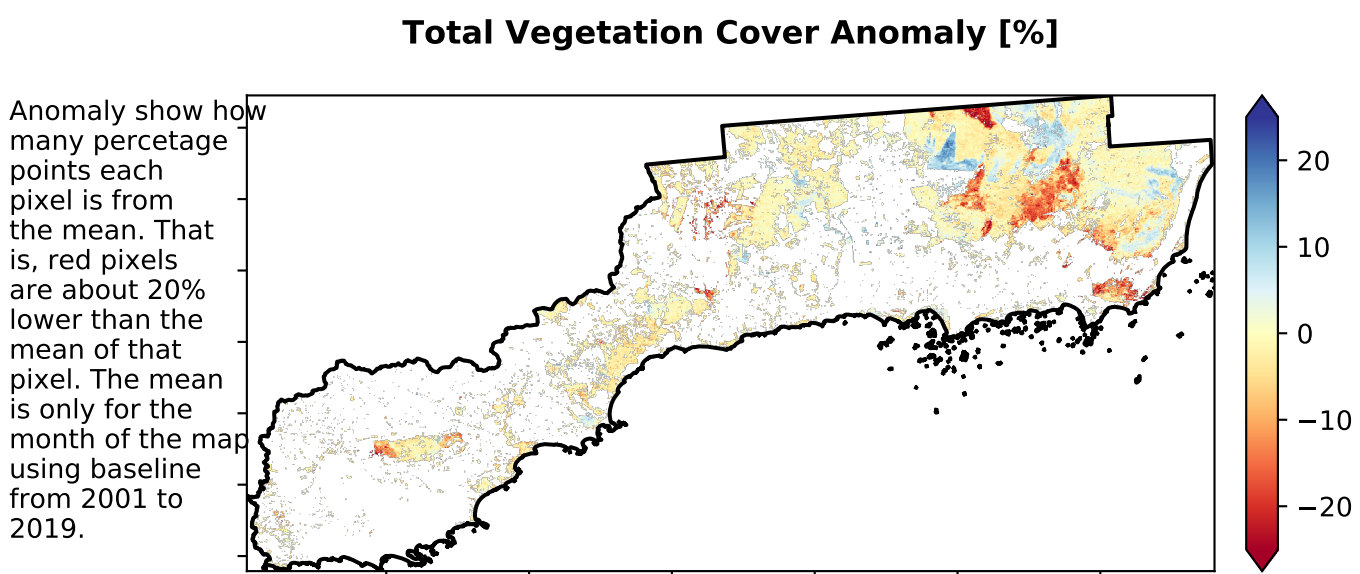 Total Vegetation Cover Anomaly [%]
Anomaly show how
many percetage
points each
pixel is from
the mean. That
is, red pixels
are about 20%
lower than the
mean of that
pixel. The mean
is only for the
month of the map
using baseline
from 2001 to
2019.
20
10
0
−10
−20